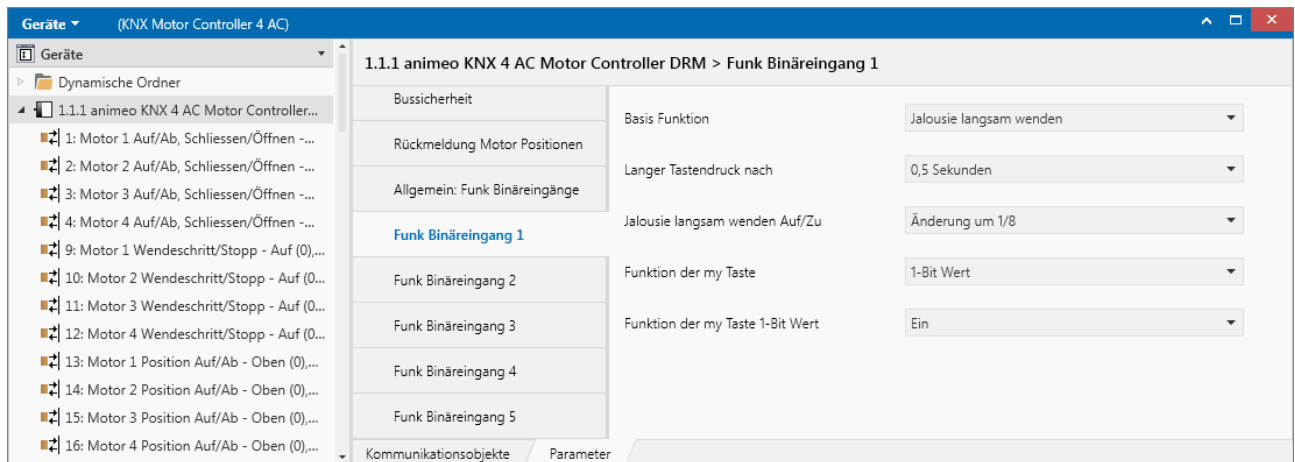 Geräte (KNX Motor Controller 4 AC)
Geräte
Dynamische Ordner
1.1.1 animeo KNX 4 AC Motor Controller...
1: Motor 1 Auf/Ab, Schliessen/Öffnen -...
2: Motor 2 Auf/Ab, Schliessen/Öffnen -...
3: Motor 3 Auf/Ab, Schliessen/Öffnen -...
4: Motor 4 Auf/Ab, Schliessen/Öffnen -...
9: Motor 1 Wendeschritt/Stopp - Auf (0),...
10: Motor 2 Wendeschritt/Stopp - Auf (0...
11: Motor 3 Wendeschritt/Stopp - Auf (0...
12: Motor 4 Wendeschritt/Stopp - Auf (0...
13: Motor 1 Position Auf/Ab - Oben (0),...
14: Motor 2 Position Auf/Ab - Oben (0),...
15: Motor 3 Position Auf/Ab - Oben (0),...
16: Motor 4 Position Auf/Ab - Oben (0),...
1.1.1 animeo KNX 4 AC Motor Controller DRM > Funk Binäreingang 1
Bussicherheit
Rückmeldung Motor Positionen
Allgemein: Funk Binäreingänge
Funk Binäreingang 1
Funk Binäreingang 2
Funk Binäreingang 3
Funk Binäreingang 4
Funk Binäreingang 5
Basis Funktion Jalousie langsam wenden
Langer Tastendruck nach 0,5 Sekunden
Jalousie langsam wenden Auf/Zu Änderung um 1/8
Funktion der my Taste 1-Bit Wert
Funktion der my Taste 1-Bit Wert Ein
Kommunikationsobjekte Parameter